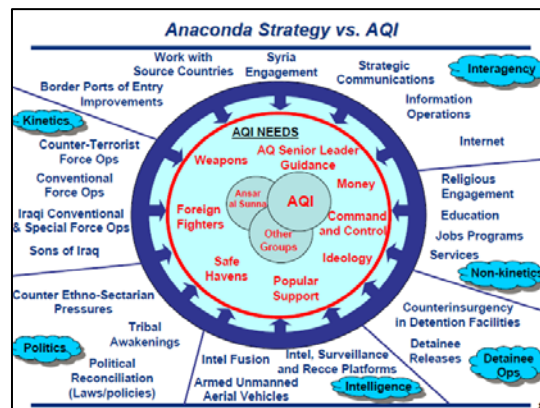 Anaconda Strategy vs. AQI
Work with
Source Countries
Syria
Engagement
Strategic
Communications
Interagency
Border Ports of Entry
Improvements
Information
Operations
Kinetics
Internet
Counter-Terrorist
Force Ops
Conventional
Force Ops
Iraqi Conventional
& Special Force Ops
Sons of Iraq
AQI NEEDS
Weapons
AQ Senior Leader
Guidance
Money
Ansar
al Sunna
AQI
Foreign
Fighters
Command
and Control
Other
Groups
Ideology
Safe
Havens
Popular
Support
Religious
Engagement
Education
Jobs Programs
Services
Non-kinetics
Counter Ethno-Sectarian
Pressures
Tribal
Awakenings
Politics
Political
Reconciliation
(Laws/policies)
Intel Fusion
Armed Unmanned
Aerial Vehicles
Intel, Surveillance
and Recce Platforms
Intelligence
Counterinsurgency
in Detention Facilities
Detainee
Releases
Detainee
Ops